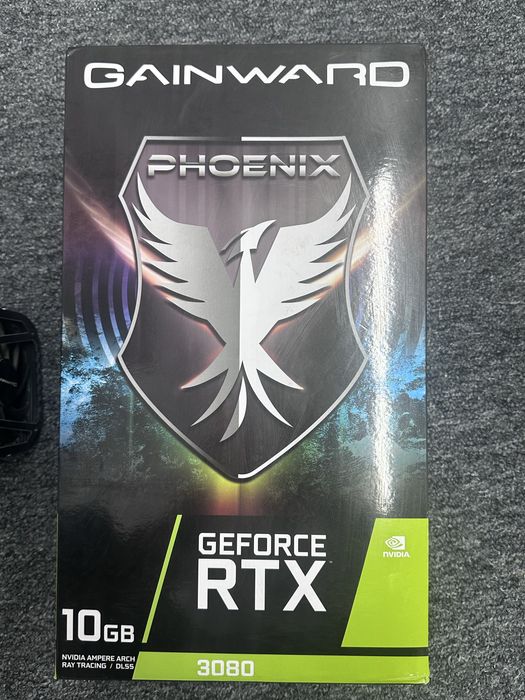 GAINWARD
PHOENIX
GEFORCE
RTX
NVIDIA
10GB
NVIDIA AMPERE ARCH
RAY TRACING / DLSS
3080